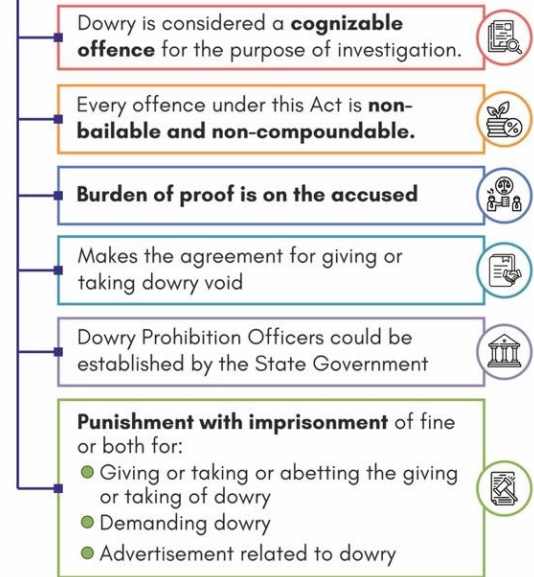 Dowry is considered a cognizable
offence for the purpose of investigation.
Every offence under this Act is non-
bailable and non-compoundable.
Burden of proof is on the accused
Makes the agreement for giving or
taking dowry void
Dowry Prohibition Officers could be
established by the State Government
Punishment with imprisonment of fine
or both for:
Giving or taking or abetting the giving
or taking of dowry
Demanding dowry
Advertisement related to dowry